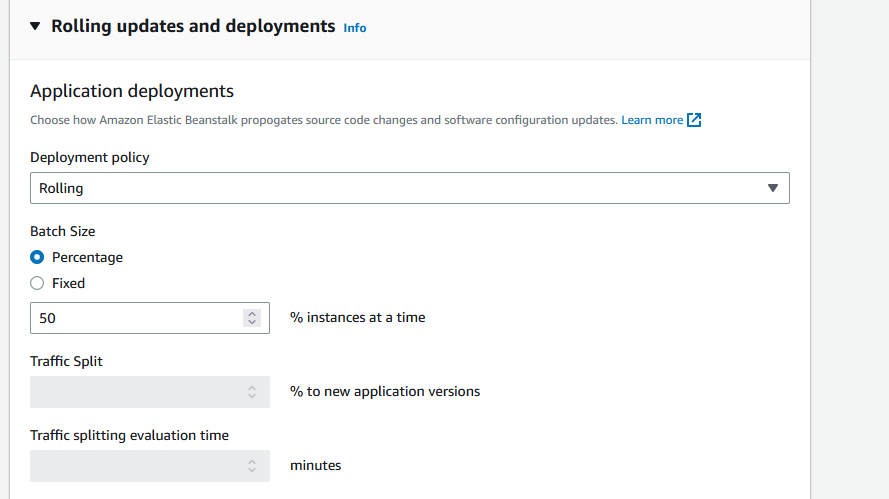 Rolling updates and deployments Info
Application deployments
Choose how Amazon Elastic Beanstalk propogates source code changes and software configuration updates. Learn more
Deployment policy
Rolling
Batch Size
Percentage
Fixed
50 % instances at a time
Traffic Split
% to new application versions
Traffic splitting evaluation time
minutes